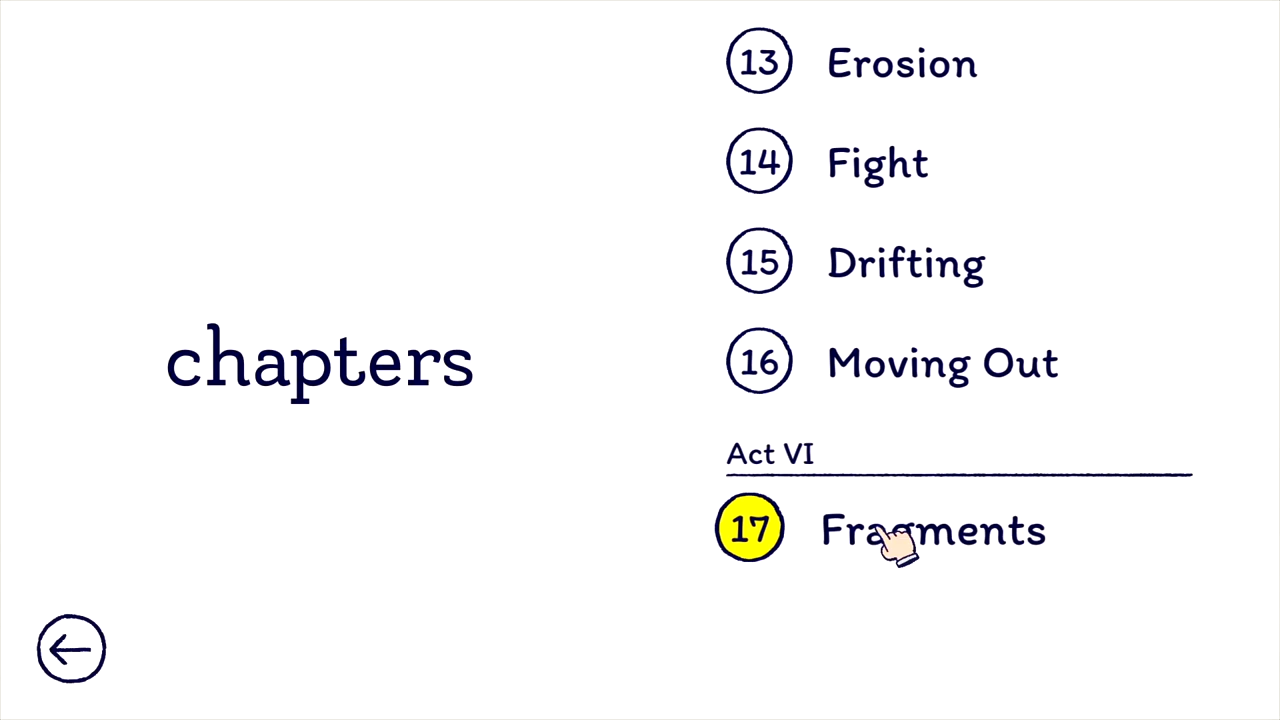 chapters
13 Erosion
14 Fight
15 Drifting
16 Moving Out
Act VI
17 Fragments